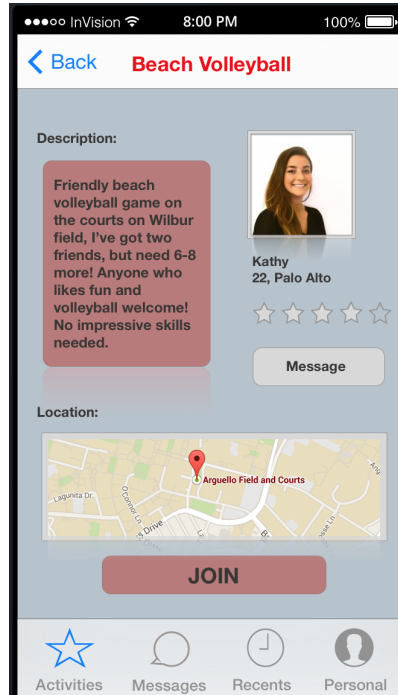 InVision 8:00 PM 100%
Back Beach Volleyball
Description:
Friendly beach
volleyball game on
the courts on Wilbur
field, I've got two
friends, but need 6-8
more! Anyone who
likes fun and
volleyball welcome!
No impressive skills
needed.
Kathy
22, Palo Alto
Message
Location:
Arguello Field and Courts
Lagunita Dr
O'Connor Ln
s Drive
JOIN
Activities Messages Recents Personal